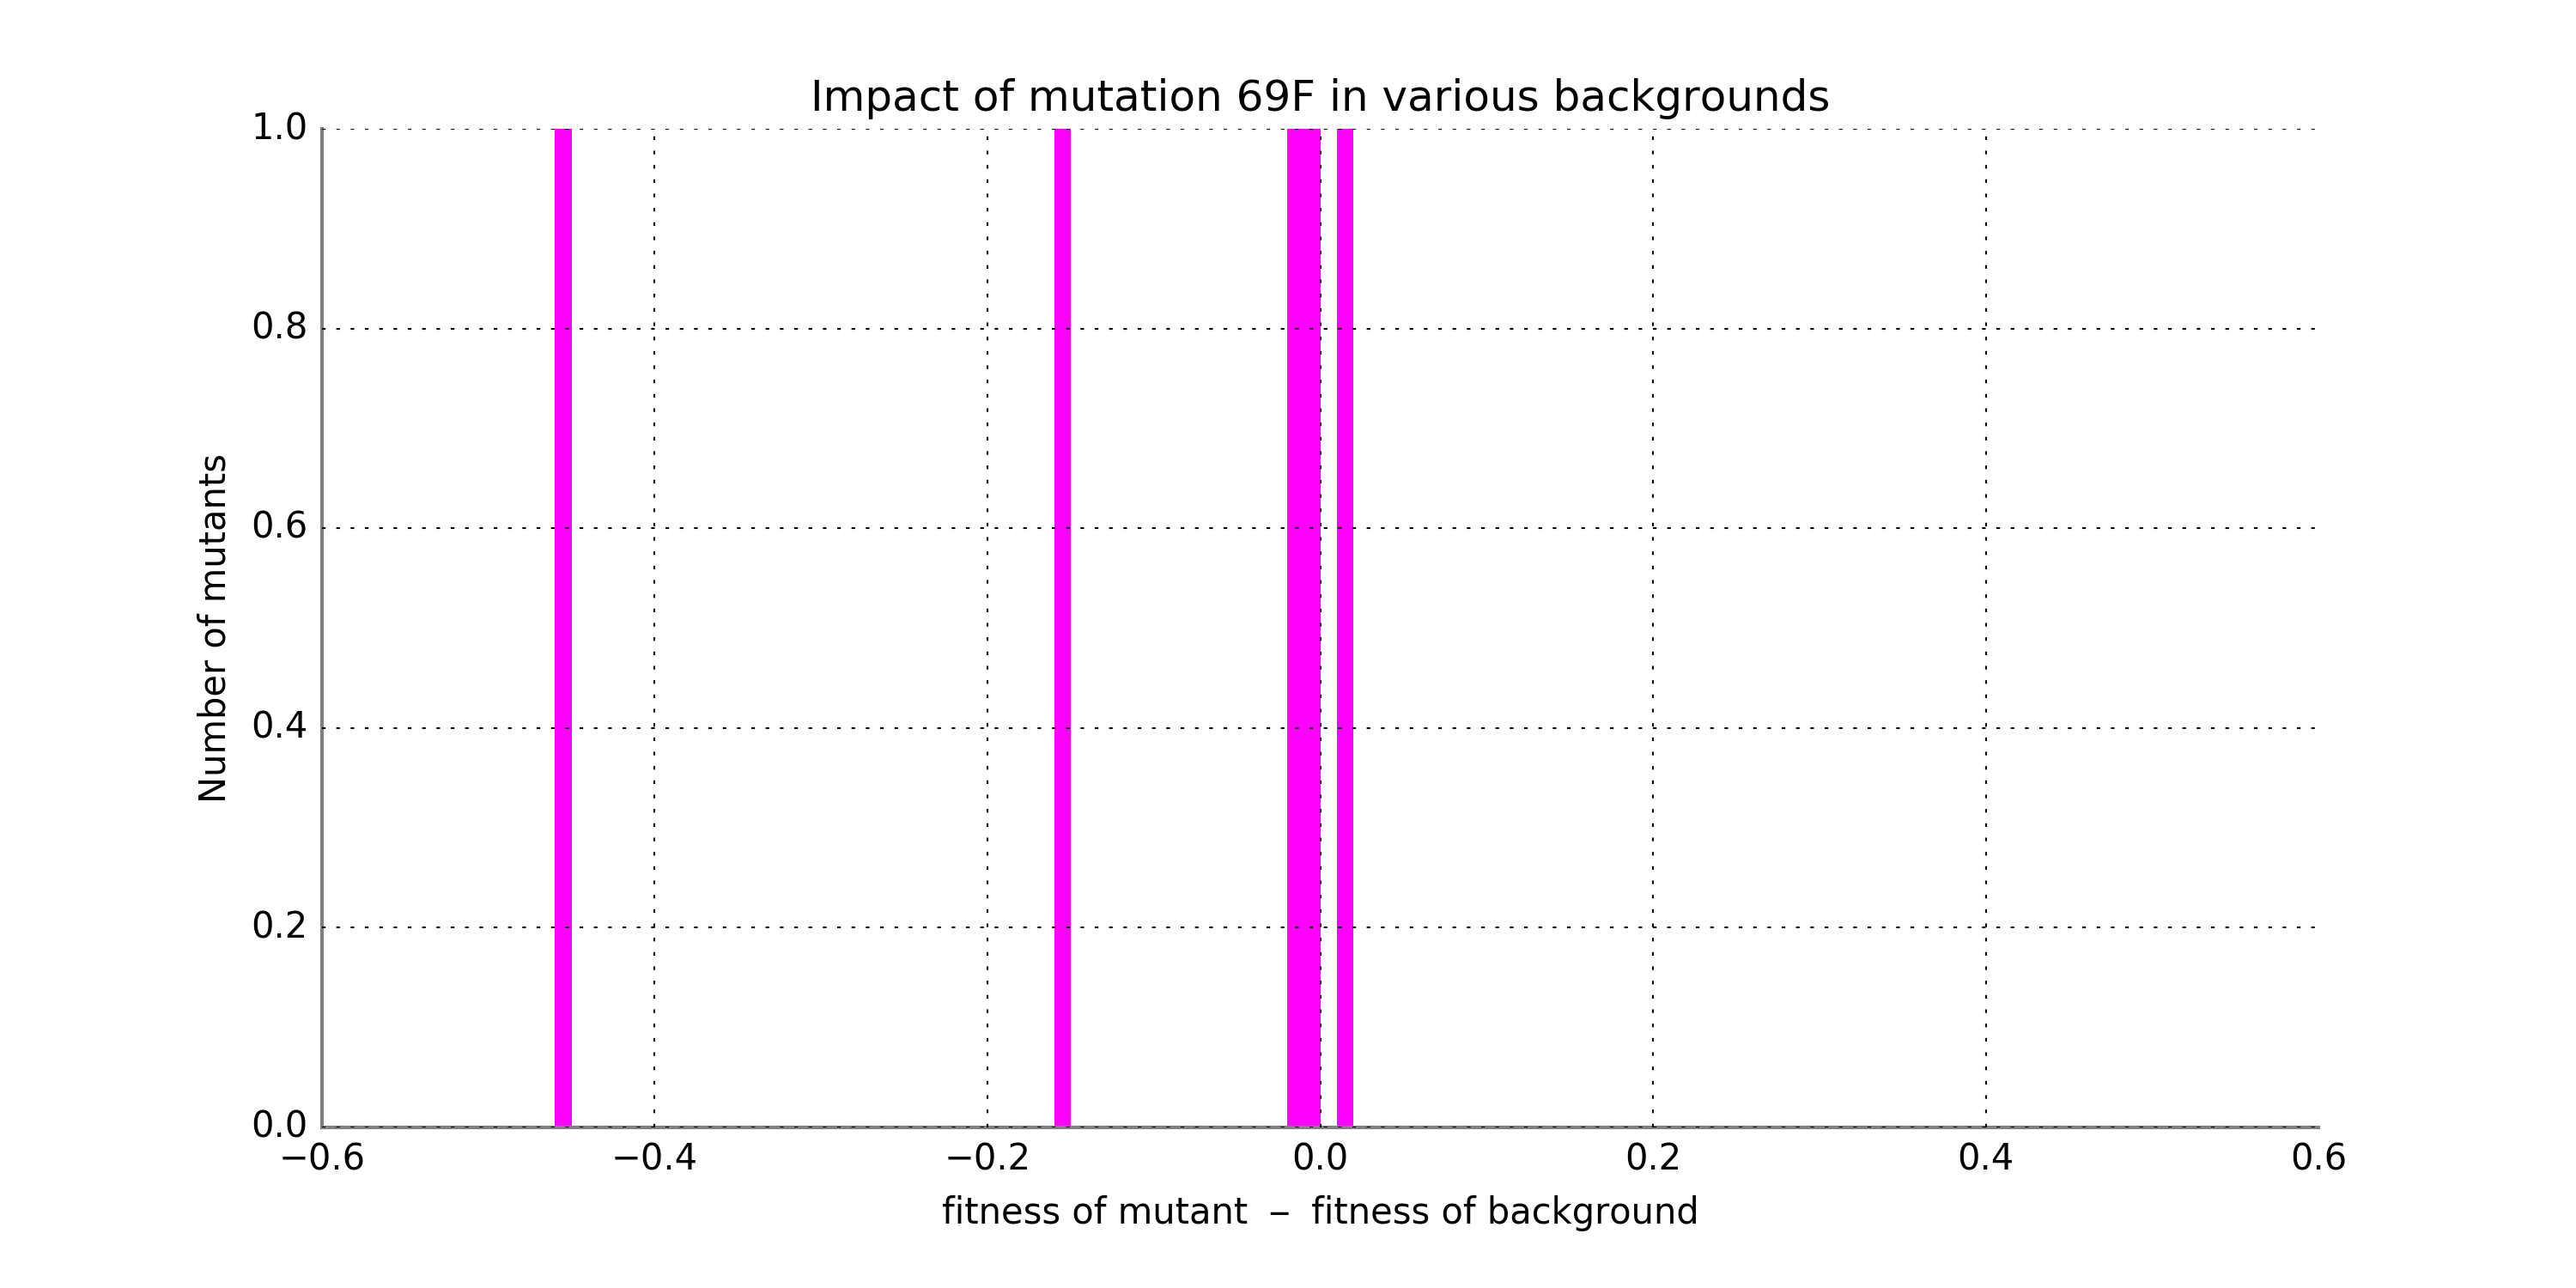 Impact of mutation 69F in various backgrounds
1.0
0.8
0.6
0.4
0.2
0.0
Number of mutants
−0.6 −0.4 −0.2 0.0 0.2 0.4 0.6
fitness of mutant − fitness of background